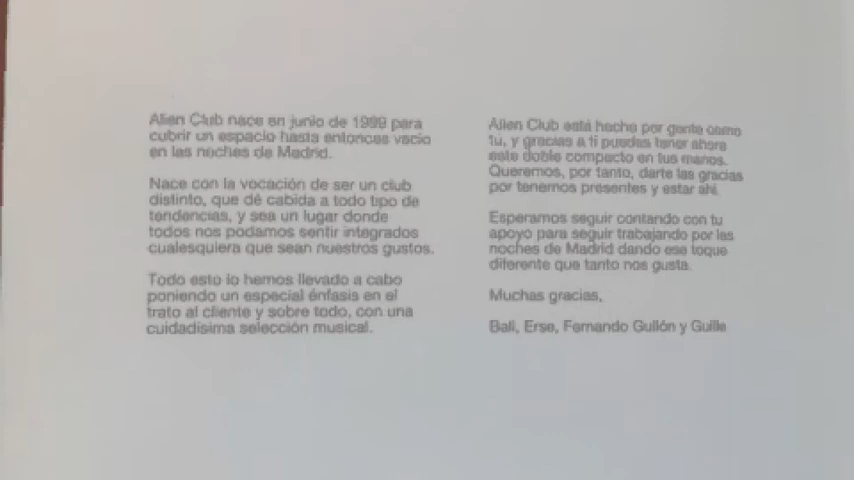 Alien Club nace en junio de 1999 para
cubrir un espacio hasta entonces vacío
en las noches de Madrid.
Nace con la vocación de ser un club
distinto, que dé cabida a todo tipo de
tendencias, y sea un lugar donde
todos nos podamos sentir integrados
cualesquiera que sean nuestros gustos.
Todo esto lo hemos llevado a cabo
poniendo un especial énfasis en el
trato al cliente y sobre todo, con una
cuidadísima selección musical.
Alien Club está hecho por gente como
tu, y gracias a ti puedes tener ahora
este doble compacto en tus manos.
Queremos, por tanto, darte las gracias
por tenernos presentes y estar ahí.
Esperamos seguir contando con tu
apoyo para seguir trabajando por las
noches de Madrid dando ese toque
diferente que tanto nos gusta.
Muchas gracias,
Bali, Erse, Fernando Gullón y Guille